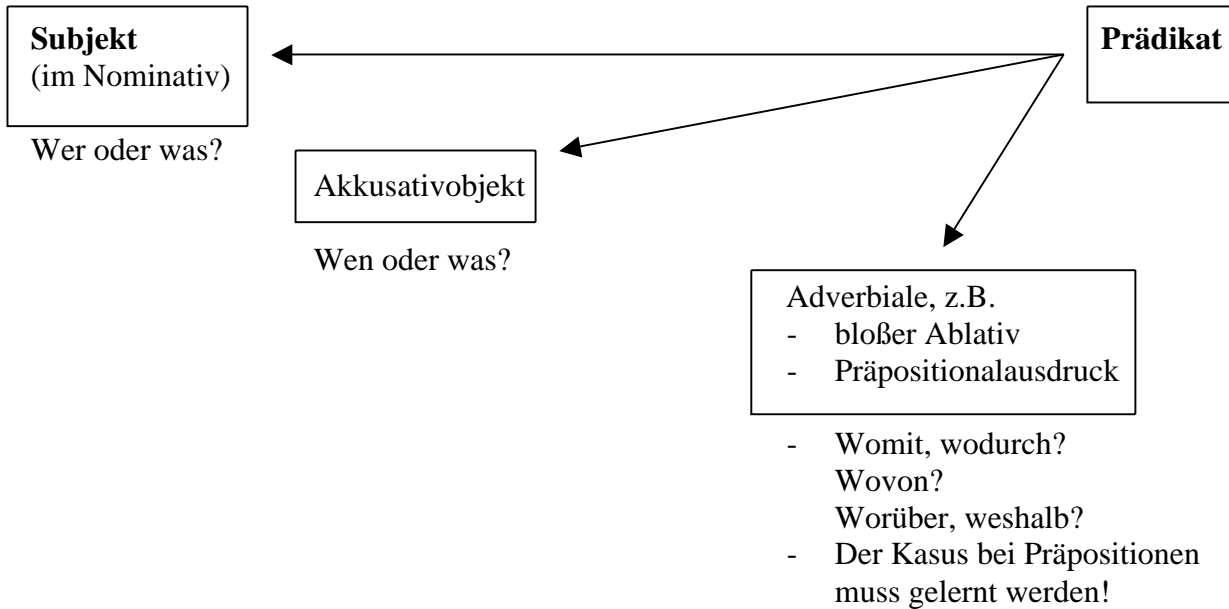 Subjekt
(im Nominativ)
Prädikat
Wer oder was?
Akkusativobjekt
Wen oder was?
Adverbiale, z.B.
- bloßer Ablativ
- Präpositionalausdruck
- Womit, wodurch?
Wovon?
Worüber, weshalb?
- Der Kasus bei Präpositionen
muss gelernt werden!